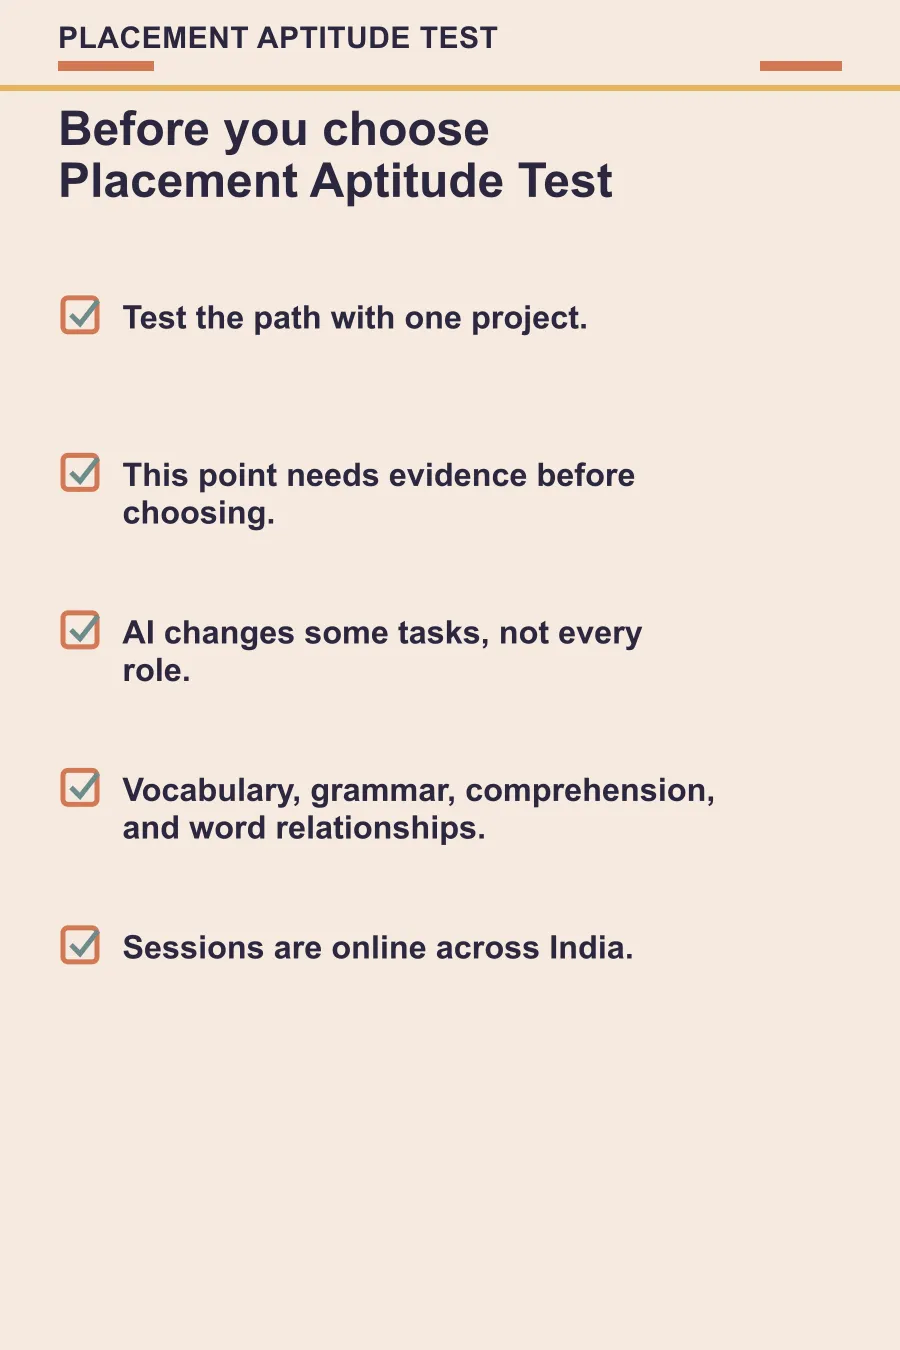 PLACEMENT APTITUDE TEST
Before you choose
Placement Aptitude Test
Test the path with one project.
This point needs evidence before
choosing.
AI changes some tasks, not every
role.
Vocabulary, grammar, comprehension,
and word relationships.
Sessions are online across India.